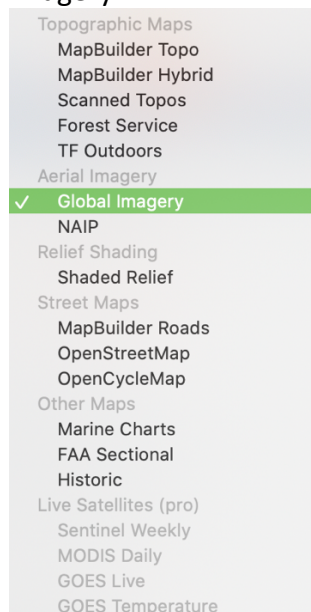 Topographic Maps
MapBuilder Topo
MapBuilder Hybrid
Scanned Topos
Forest Service
TF Outdoors
Aerial Imagery
✓ Global Imagery
NAIP
Relief Shading
Shaded Relief
Street Maps
MapBuilder Roads
OpenStreetMap
OpenCycleMap
Other Maps
Marine Charts
FAA Sectional
Historic
Live Satellites (pro)
Sentinel Weekly
MODIS Daily
GOES Live
GOES Temperature